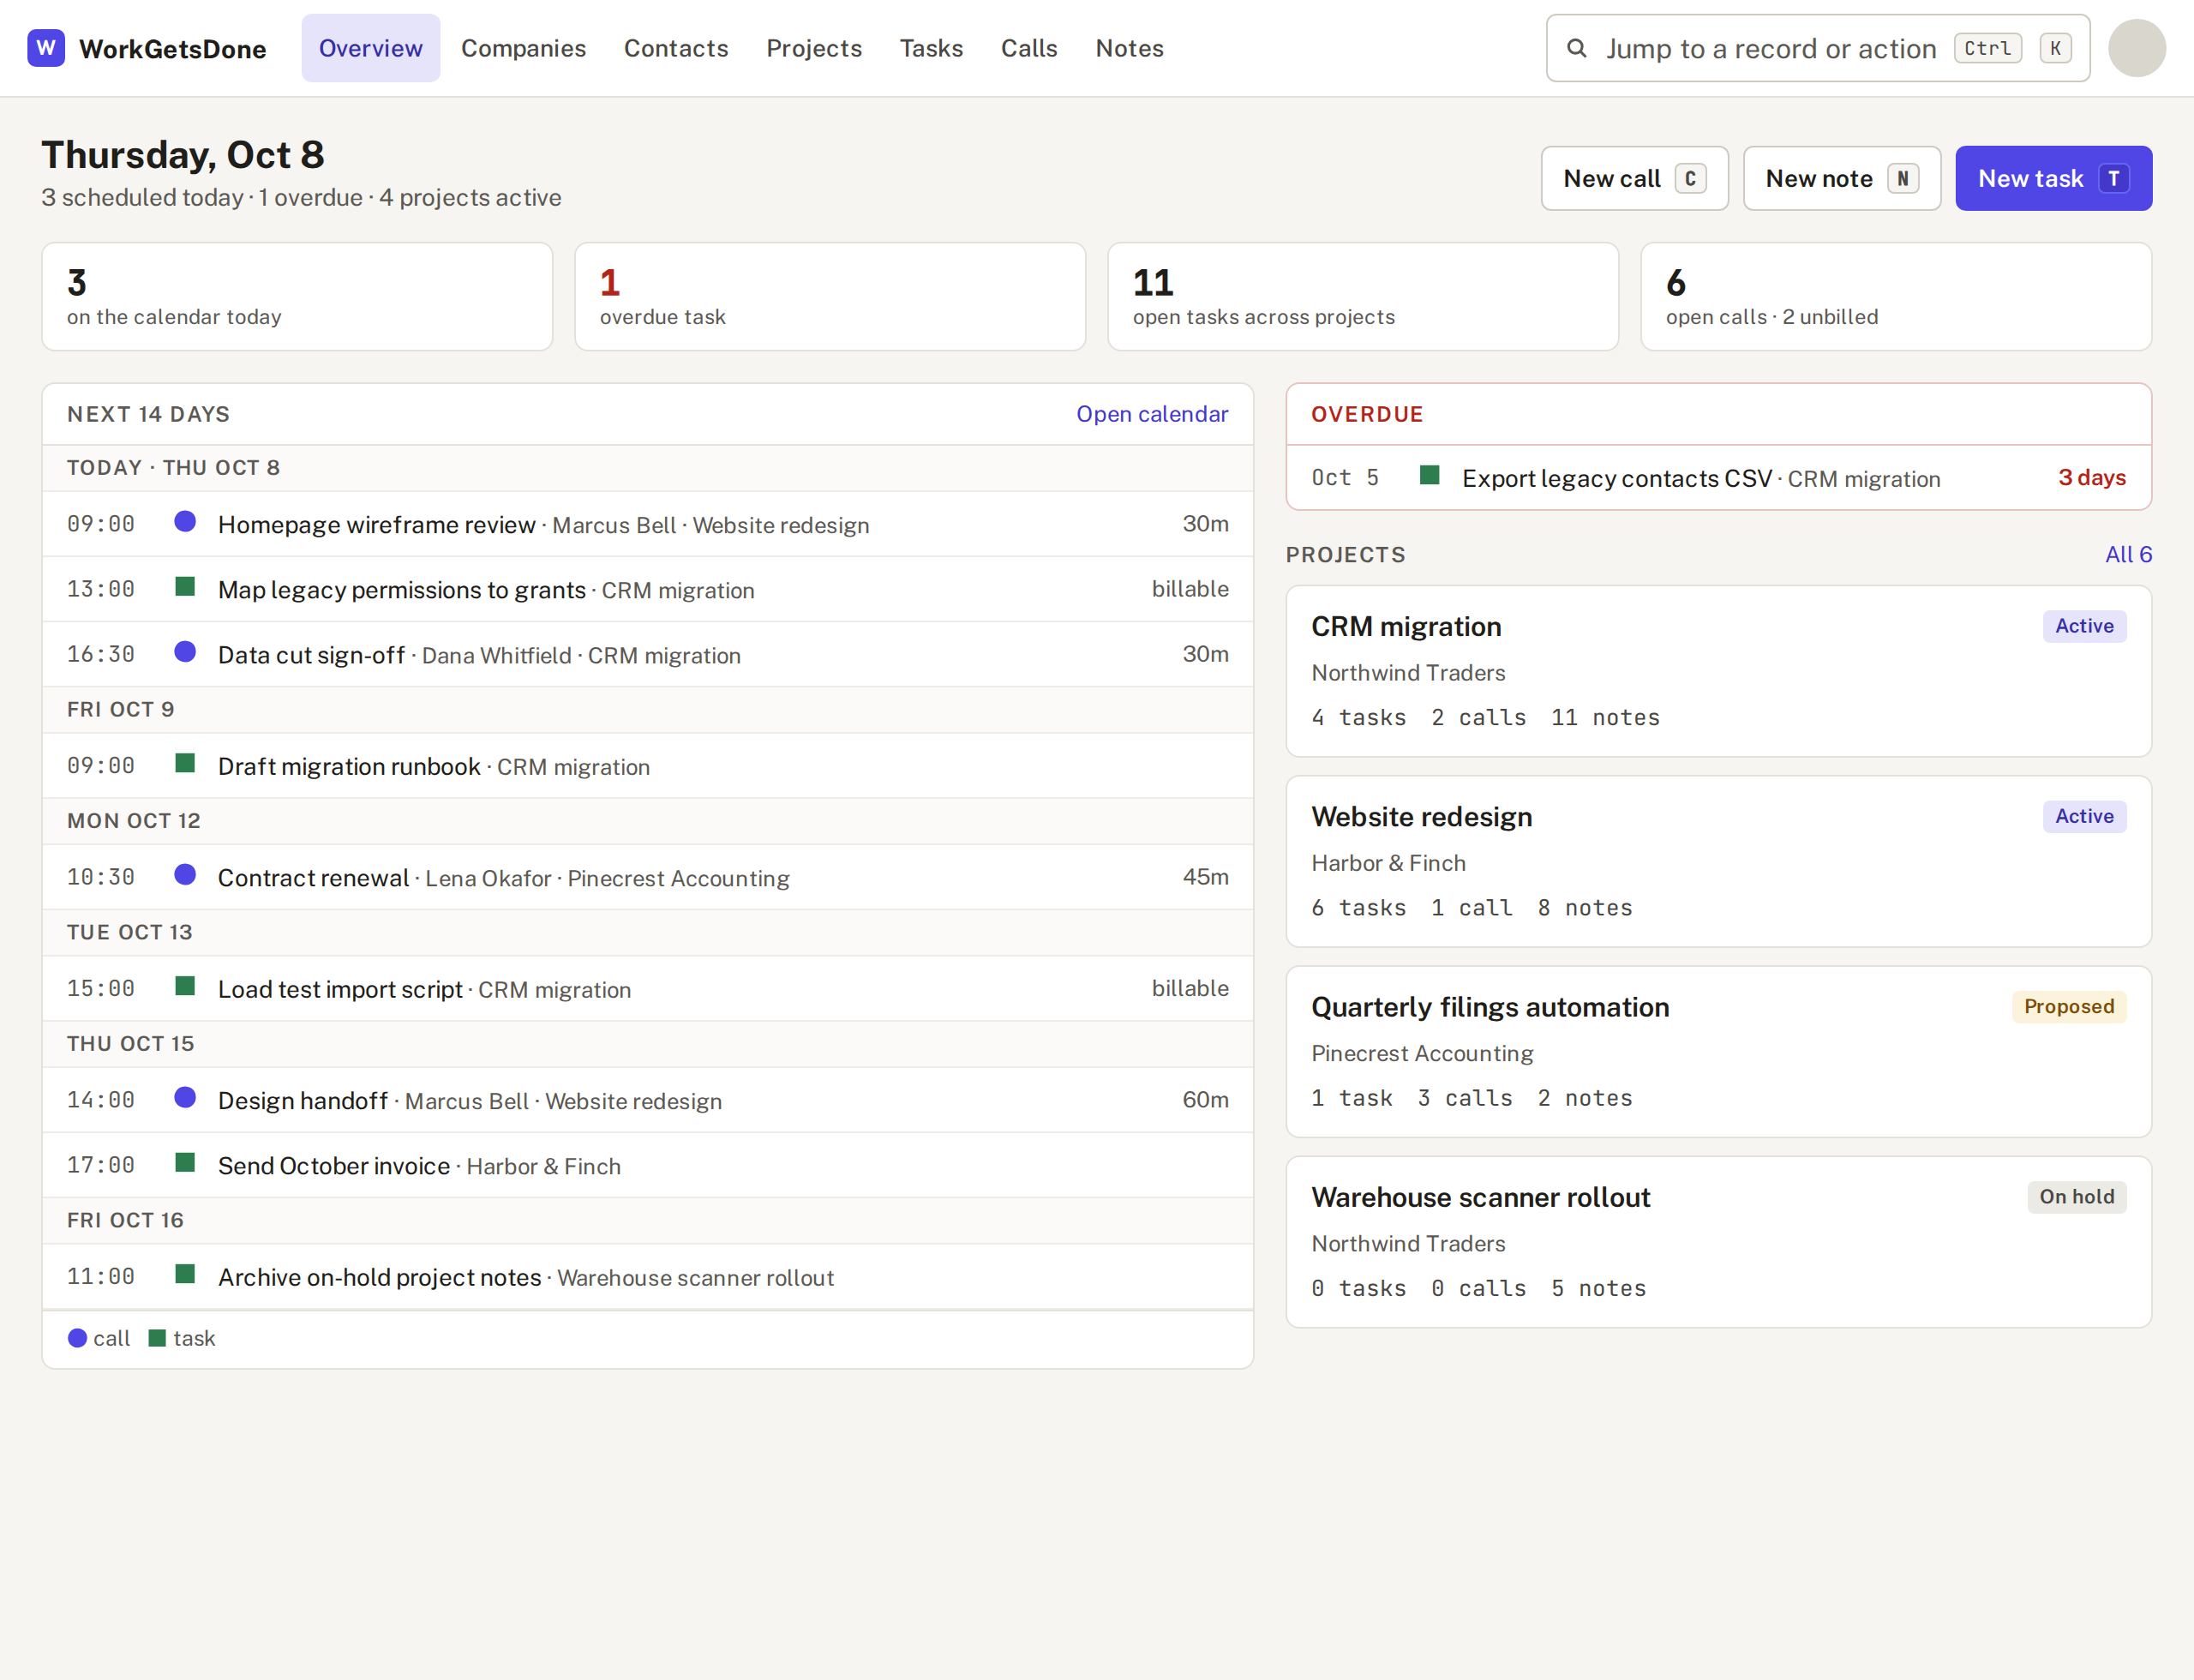 W WorkGetsDone Overview Companies Contacts Projects Tasks Calls Notes Jump to a record or action Ctrl K
Thursday, Oct 8
3 scheduled today · 1 overdue · 4 projects active
New call C New note N New task T
3
on the calendar today
1
overdue task
11
open tasks across projects
6
open calls · 2 unbilled
NEXT 14 DAYS Open calendar
TODAY · THU OCT 8
09:00 Homepage wireframe review · Marcus Bell · Website redesign 30m
13:00 Map legacy permissions to grants · CRM migration billable
16:30 Data cut sign-off · Dana Whitfield · CRM migration 30m
FRI OCT 9
09:00 Draft migration runbook · CRM migration
MON OCT 12
10:30 Contract renewal · Lena Okafor · Pinecrest Accounting 45m
TUE OCT 13
15:00 Load test import script · CRM migration billable
THU OCT 15
14:00 Design handoff · Marcus Bell · Website redesign 60m
17:00 Send October invoice · Harbor & Finch
FRI OCT 16
11:00 Archive on-hold project notes · Warehouse scanner rollout
call task
OVERDUE
Oct 5 Export legacy contacts CSV · CRM migration 3 days
PROJECTS All 6
CRM migration Active
Northwind Traders
4 tasks 2 calls 11 notes
Website redesign Active
Harbor & Finch
6 tasks 1 call 8 notes
Quarterly filings automation Proposed
Pinecrest Accounting
1 task 3 calls 2 notes
Warehouse scanner rollout On hold
Northwind Traders
0 tasks 0 calls 5 notes